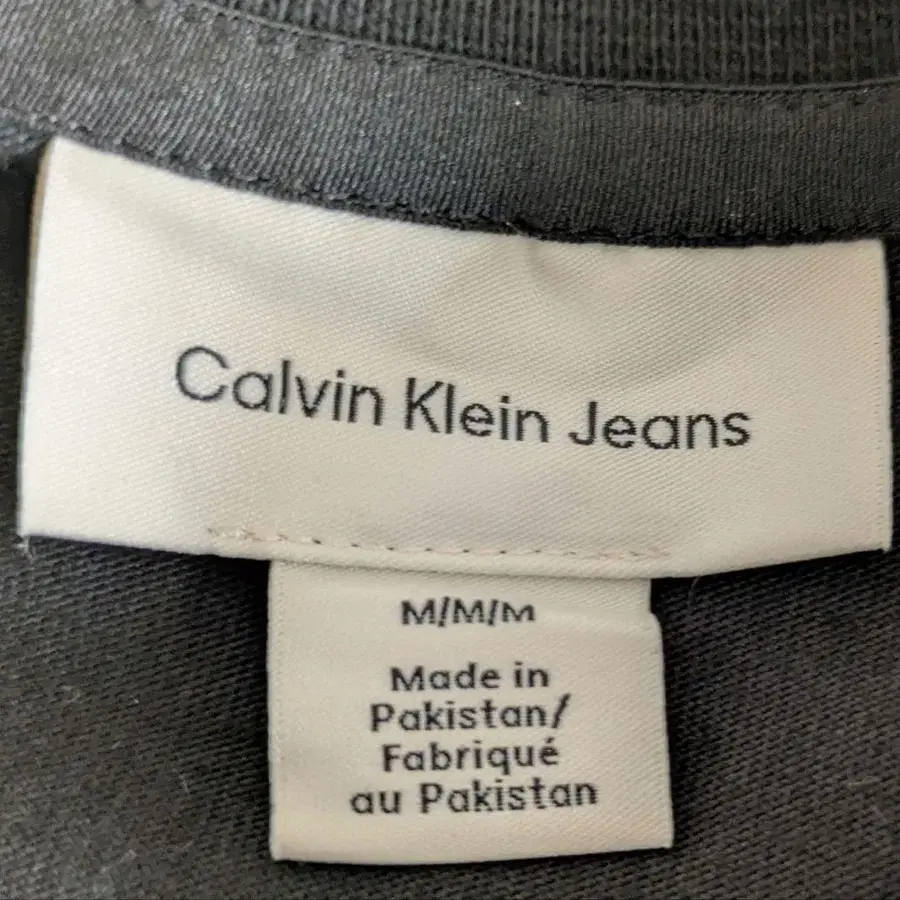 Calvin Klein Jeans
M/M/M
Made in
Pakistan/
Fabriqué
au Pakistan